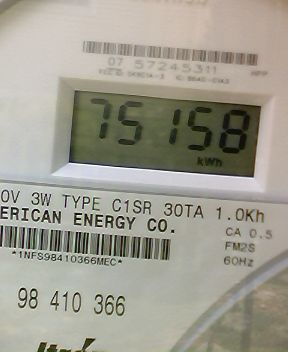 07 57245311
75158
kWh
0V 3W TYPE C1SR 30TA 1.0Kh
ERICAN ENERGY CO.
CA 0.5
FM2S
60Hz
*1NFS98410366MEC*
98 410 366
Itron